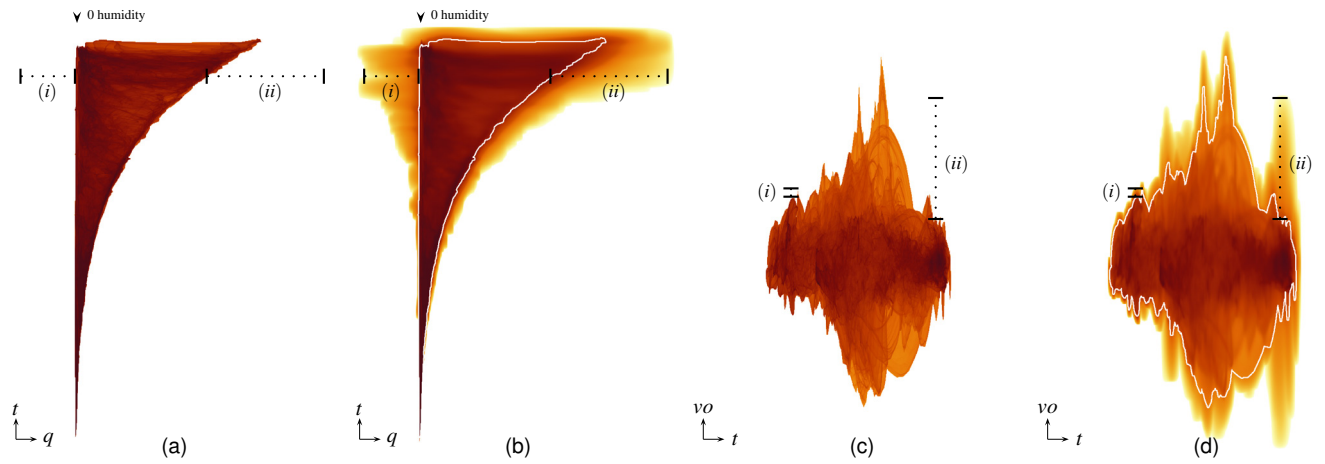 0 humidity
(i)
(ii)
t
q
(a)
0 humidity
(i)
(ii)
t
q
(b)
(i)
(ii)
vo
t
(c)
(i)
(ii)
vo
t
(d)